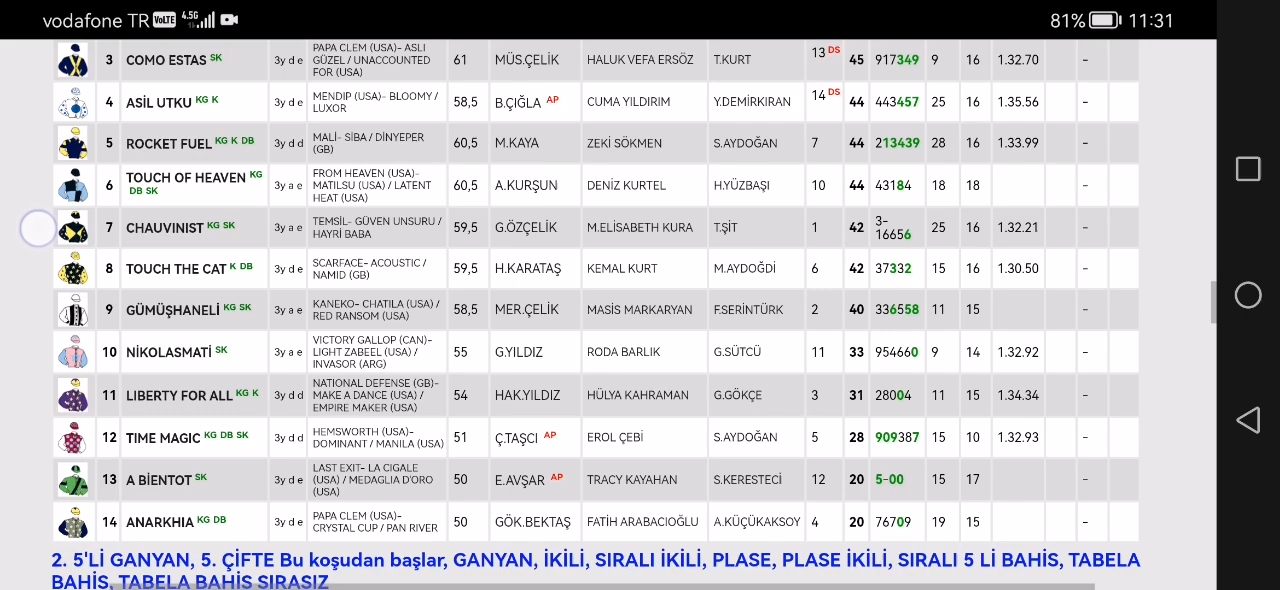 vodafone TR VoLTE 4.5G 81% 11:31
3 COMO ESTAS SK 3y d e PAPA CLEM (USA)- ASLI GÜZEL / UNACCOUNTED FOR (USA) 61 MÜS.ÇELİK HALUK VEFA ERSÖZ T.KURT 13 DS 45 917349 9 16 1.32.70 -
4 ASİL UTKU KG K 3y d e MENDIP (USA)- BLOOMY / LUXOR 58,5 B.ÇIĞLA AP CUMA YILDIRIM Y.DEMİRKIRAN 14 DS 44 443457 25 16 1.35.56 -
5 ROCKET FUEL KG K DB 3y d d MALİ- SİBA / DİNYEPER (GB) 60,5 M.KAYA ZEKİ SÖKMEN S.AYDOĞAN 7 44 213439 28 16 1.33.99 -
6 TOUCH OF HEAVEN KG DB SK 3y a e FROM HEAVEN (USA)- MATILSU (USA) / LATENT HEAT (USA) 60,5 A.KURŞUN DENİZ KURTEL H.YÜZBAŞI 10 44 43184 18 18 -
7 CHAUVINIST KG SK 3y a e TEMSİL- GÜVEN UNSURU / HAYRİ BABA 59,5 G.ÖZÇELİK M.ELİSABETH KURA T.ŞİT 1 42 3-16656 25 16 1.32.21 -
8 TOUCH THE CAT K DB 3y d e SCARFACE- ACOUSTIC / NAMID (GB) 59,5 H.KARATAŞ KEMAL KURT M.AYDOĞDİ 6 42 37332 15 16 1.30.50 -
9 GÜMÜŞHANELİ KG SK 3y a e KANEKO- CHATILA (USA) / RED RANSOM (USA) 58,5 MER.ÇELİK MASİS MARKARYAN F.SERİNTÜRK 2 40 336558 11 15 -
10 NİKOLASMATİ SK 3y a e VICTORY GALLOP (CAN)- LIGHT ZABEEL (USA) / INVASOR (ARG) 55 G.YILDIZ RODA BARLIK G.SÜTCÜ 11 33 954660 9 14 1.32.92 -
11 LIBERTY FOR ALL KG K 3y d d NATIONAL DEFENSE (GB)- MAKE A DANCE (USA) / EMPIRE MAKER (USA) 54 HAK.YILDIZ HÜLYA KAHRAMAN G.GÖKÇE 3 31 28004 11 15 1.34.34 -
12 TIME MAGIC KG DB SK 3y d d HEMSWORTH (USA)- DOMINANT / MANILA (USA) 51 Ç.TAŞCI AP EROL ÇEBİ S.AYDOĞAN 5 28 909387 15 10 1.32.93 -
13 A BİENTOT SK 3y d e LAST EXIT- LA CIGALE (USA) / MEDAGLIA D'ORO (USA) 50 E.AVŞAR AP TRACY KAYAHAN S.KERESTECİ 12 20 5-00 15 17 -
14 ANARKHIA KG DB 3y d e PAPA CLEM (USA)- CRYSTAL CUP / PAN RIVER 50 GÖK.BEKTAŞ FATİH ARABACIOĞLU A.KÜÇÜKAKSOY 4 20 76709 19 15 -
2. 5'Lİ GANYAN, 5. ÇİFTE Bu koşudan başlar, GANYAN, İKİLİ, SIRALI İKİLİ, PLASE, PLASE İKİLİ, SIRALI 5 Lİ BAHİS, TABELA
BAHİS, TABELA BAHİS SIRASIZ